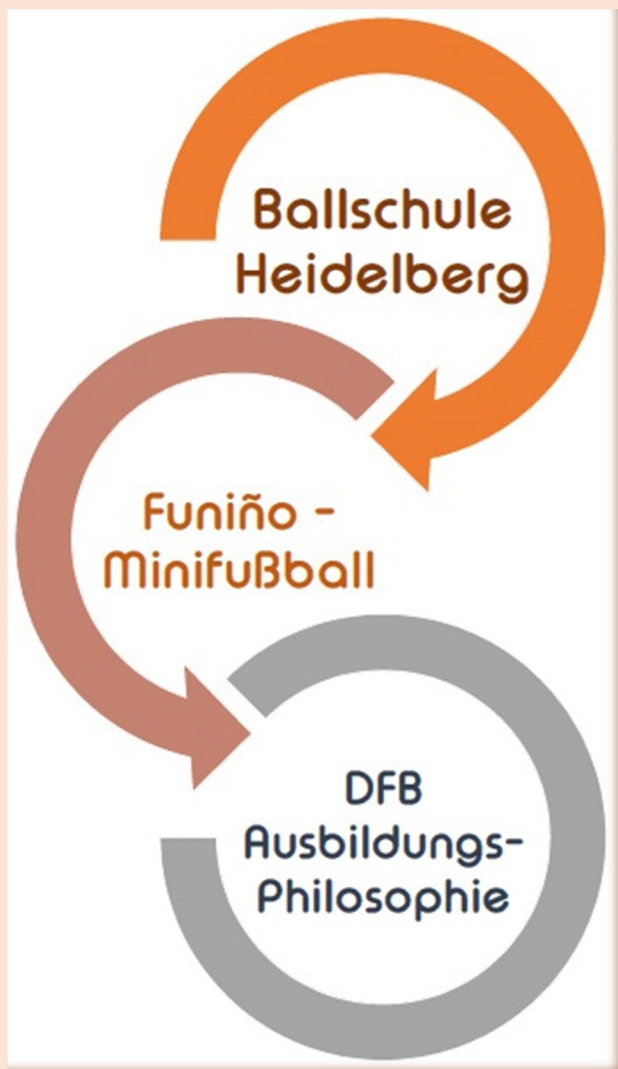 Ballschule
Heidelberg
Funiño -
Minifußball
DFB
Ausbildungs-
Philosophie